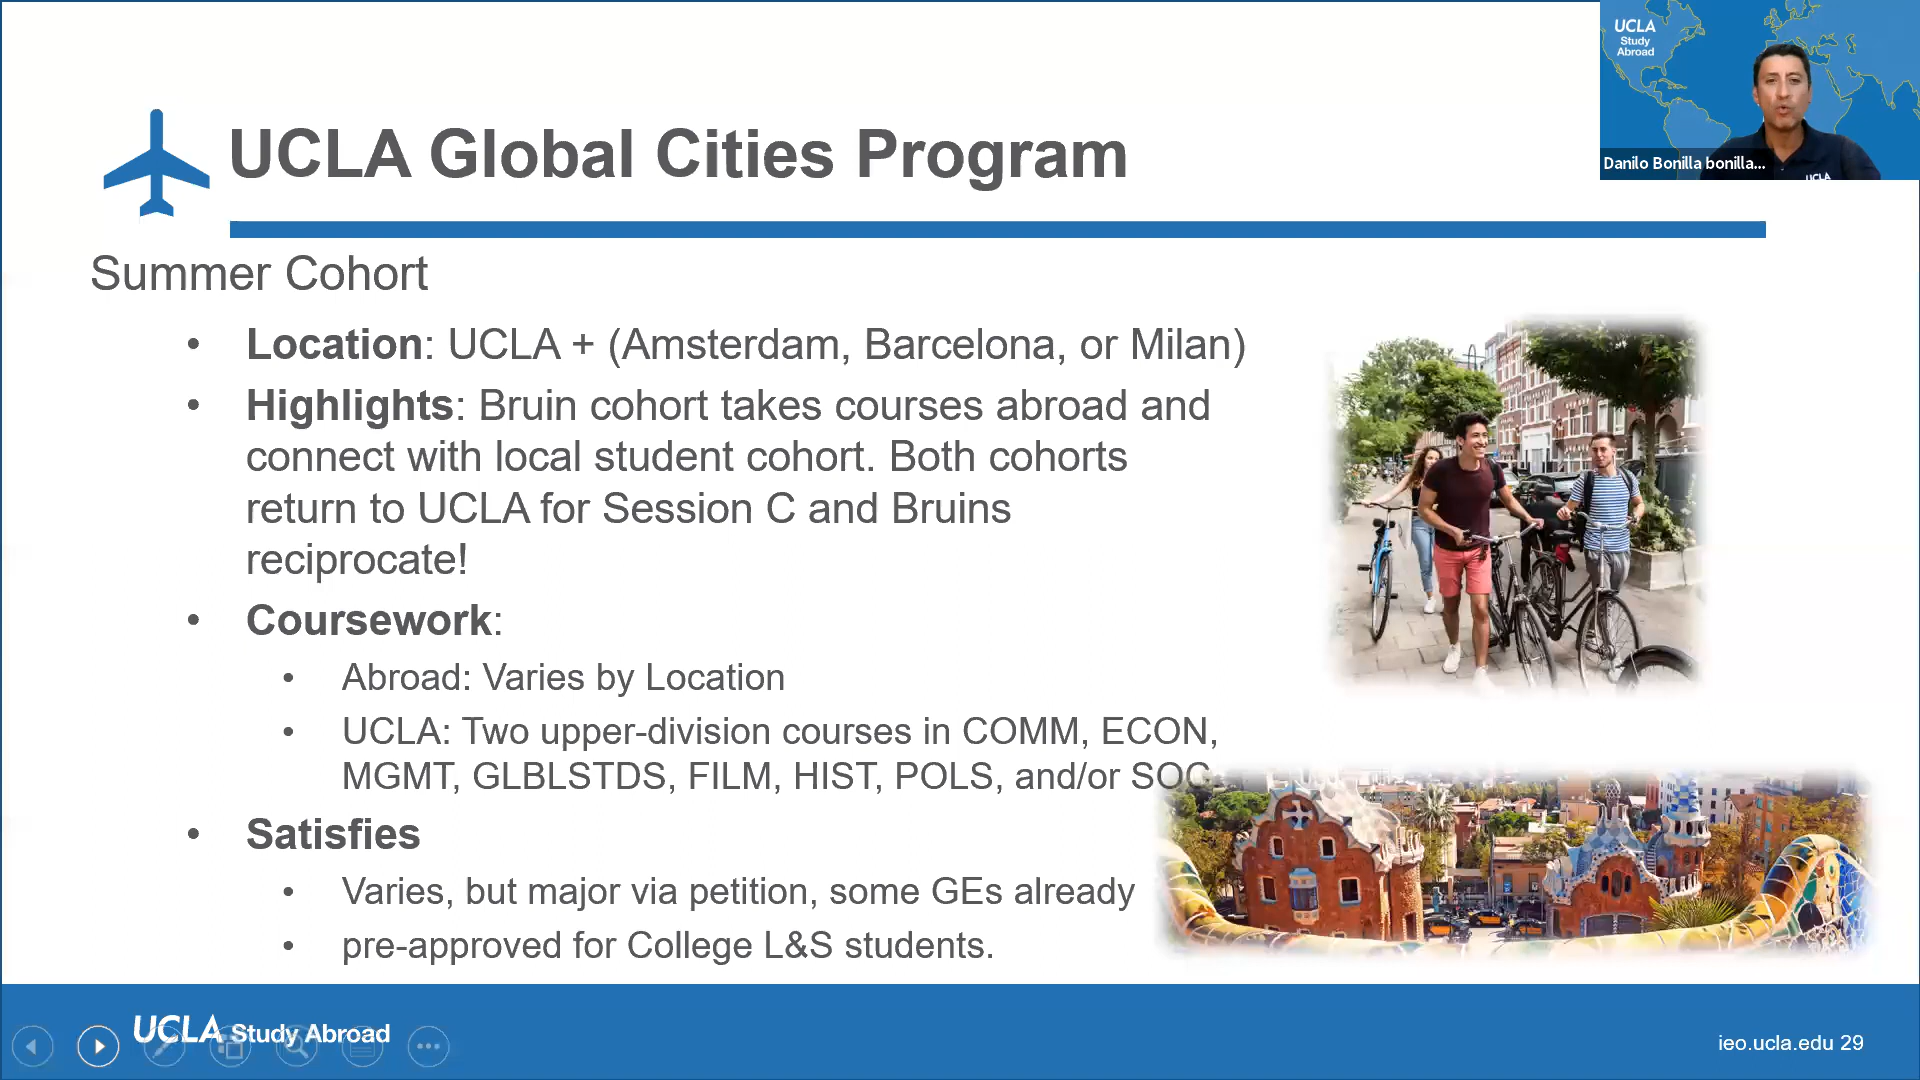 UCLA
Study
Abroad
Danilo Bonilla bonilla...
UCLA
UCLA Global Cities Program
Summer Cohort
• Location: UCLA + (Amsterdam, Barcelona, or Milan)
• Highlights: Bruin cohort takes courses abroad and
connect with local student cohort. Both cohorts
return to UCLA for Session C and Bruins
reciprocate!
• Coursework:
• Abroad: Varies by Location
• UCLA: Two upper-division courses in COMM, ECON,
MGMT, GLBLSTDS, FILM, HIST, POLS, and/or SOC
• Satisfies
• Varies, but major via petition, some GEs already
• pre-approved for College L&S students.
UCLA Study Abroad
ieo.ucla.edu 29